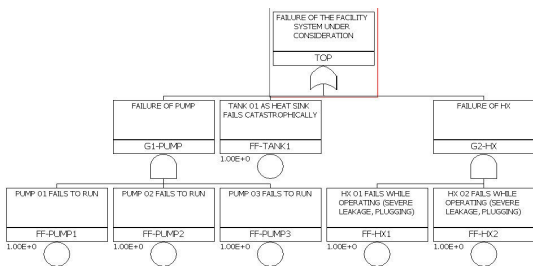 FAILURE OF THE FACILITY
SYSTEM UNDER
CONSIDERATION
TOP
FAILURE OF PUMP
G1-PUMP
TANK 01 AS HEAT SINK
FAILS CATASTROPHICALLY
FF-TANK1
1.00E+0
FAILURE OF HX
G2-HX
PUMP 01 FAILS TO RUN
FF-PUMP1
1.00E+0
PUMP 02 FAILS TO RUN
FF-PUMP2
1.00E+0
PUMP 03 FAILS TO RUN
FF-PUMP3
1.00E+0
HX 01 FAILS WHILE
OPERATING (SEVERE
LEAKAGE, PLUGGING)
FF-HX1
1.00E+0
HX 02 FAILS WHILE
OPERATING (SEVERE
LEAKAGE, PLUGGING)
FF-HX2
1.00E+0